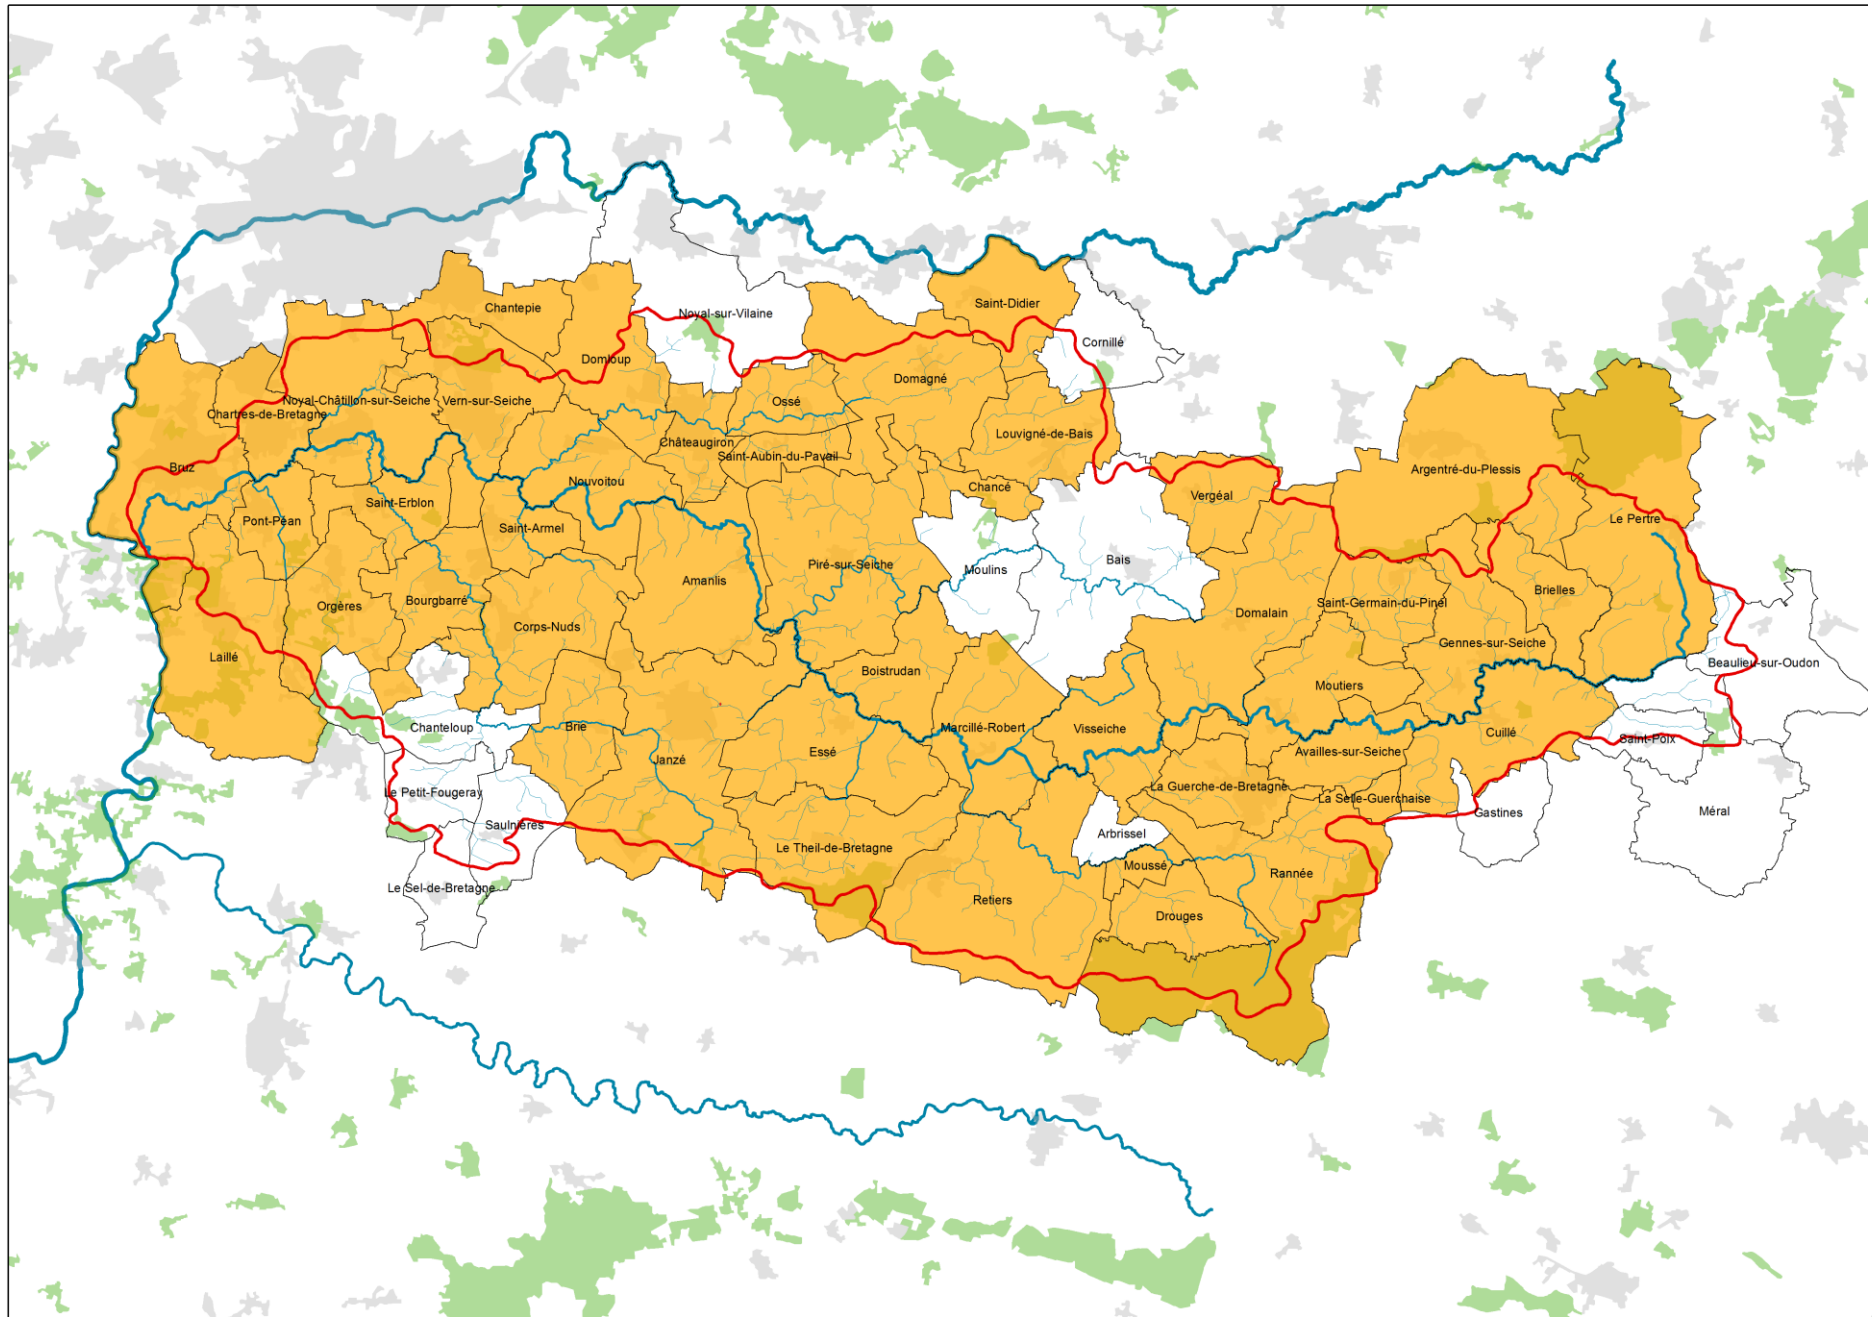 Saint-Didier
Chantepie
Noyal-sur-Vilaine
Cornillé
Domloup
Domagné
Noyal-Châtillon-sur-Seiche
Vern-sur-Seiche
Ossé
Chartres-de-Bretagne
Louvigné-de-Bais
Châteaugiron
Saint-Aubin-du-Pavail
Bruz
Argentré-du-Plessis
Nouvoitou
Chancé
Vergéal
Saint-Erblon
Pont-Péan
Saint-Armel
Le Pertre
Bais
Piré-sur-Seiche
Moulins
Amanlis
Brielles
Orgères
Bourgbarré
Saint-Germain-du-Pinel
Domalain
Corps-Nuds
Gennes-sur-Seiche
Laillé
Beaulieu-sur-Oudon
Boistrudan
Moutiers
Chanteloup
Brie
Marcillé-Robert
Visseiche
Cuillé
Saint-Poix
Essé
Availles-sur-Seiche
Janzé
La Guerche-de-Bretagne
Le Petit-Fougeray
La Selle-Guerchaise
Gastines
Méral
Saulnières
Arbrissel
Le Theil-de-Bretagne
Moussé
Rannée
Le Sel-de-Bretagne
Retiers
Drouges